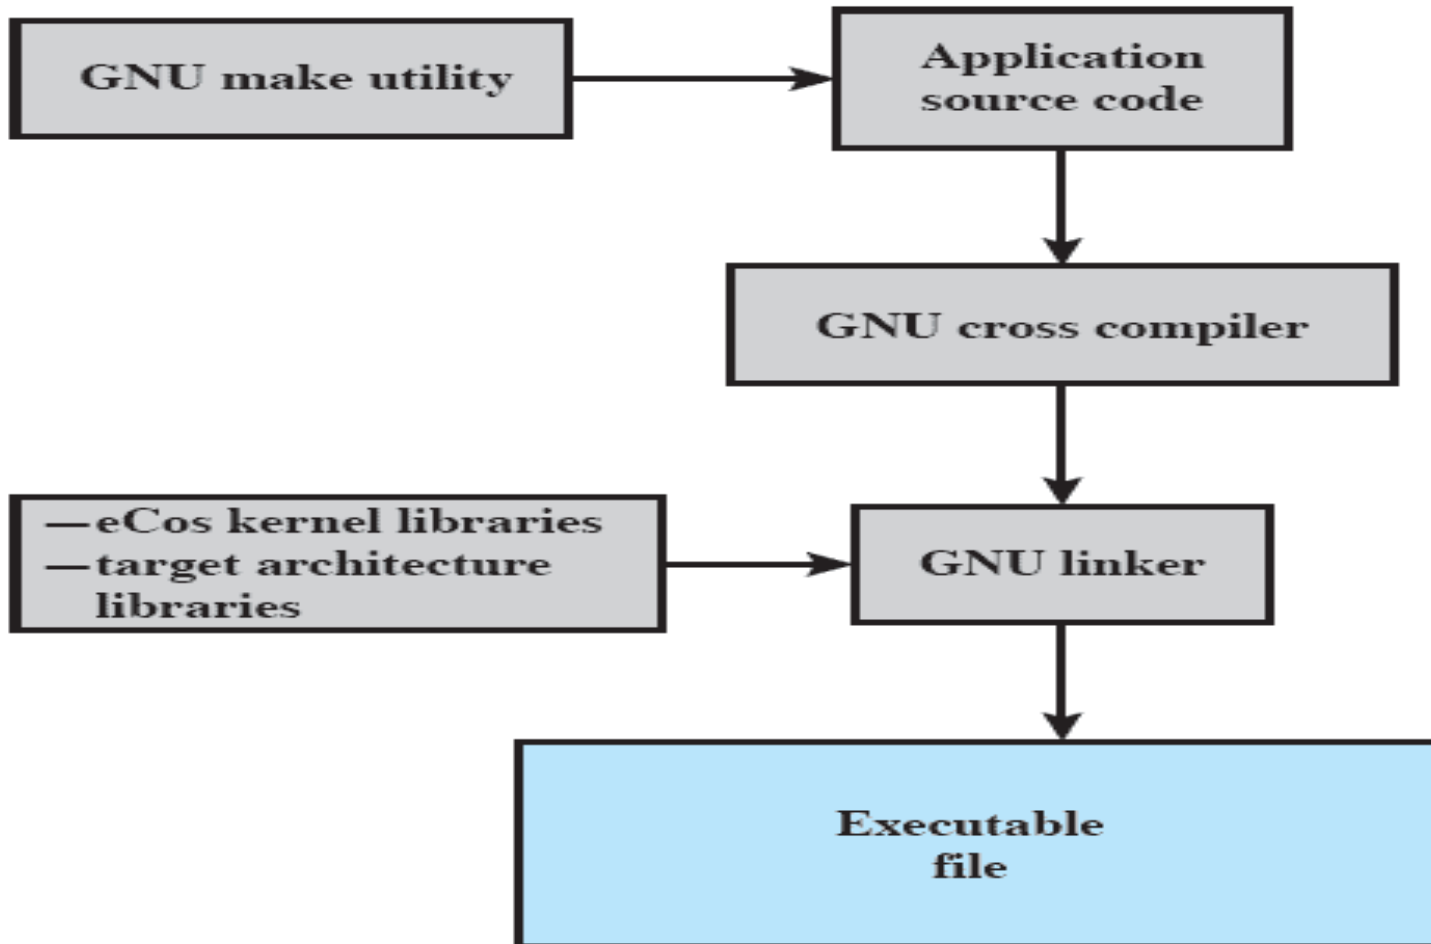 GNU make utility
Application
source code
GNU cross compiler
—eCos kernel libraries
—target architecture
libraries
GNU linker
Executable
file